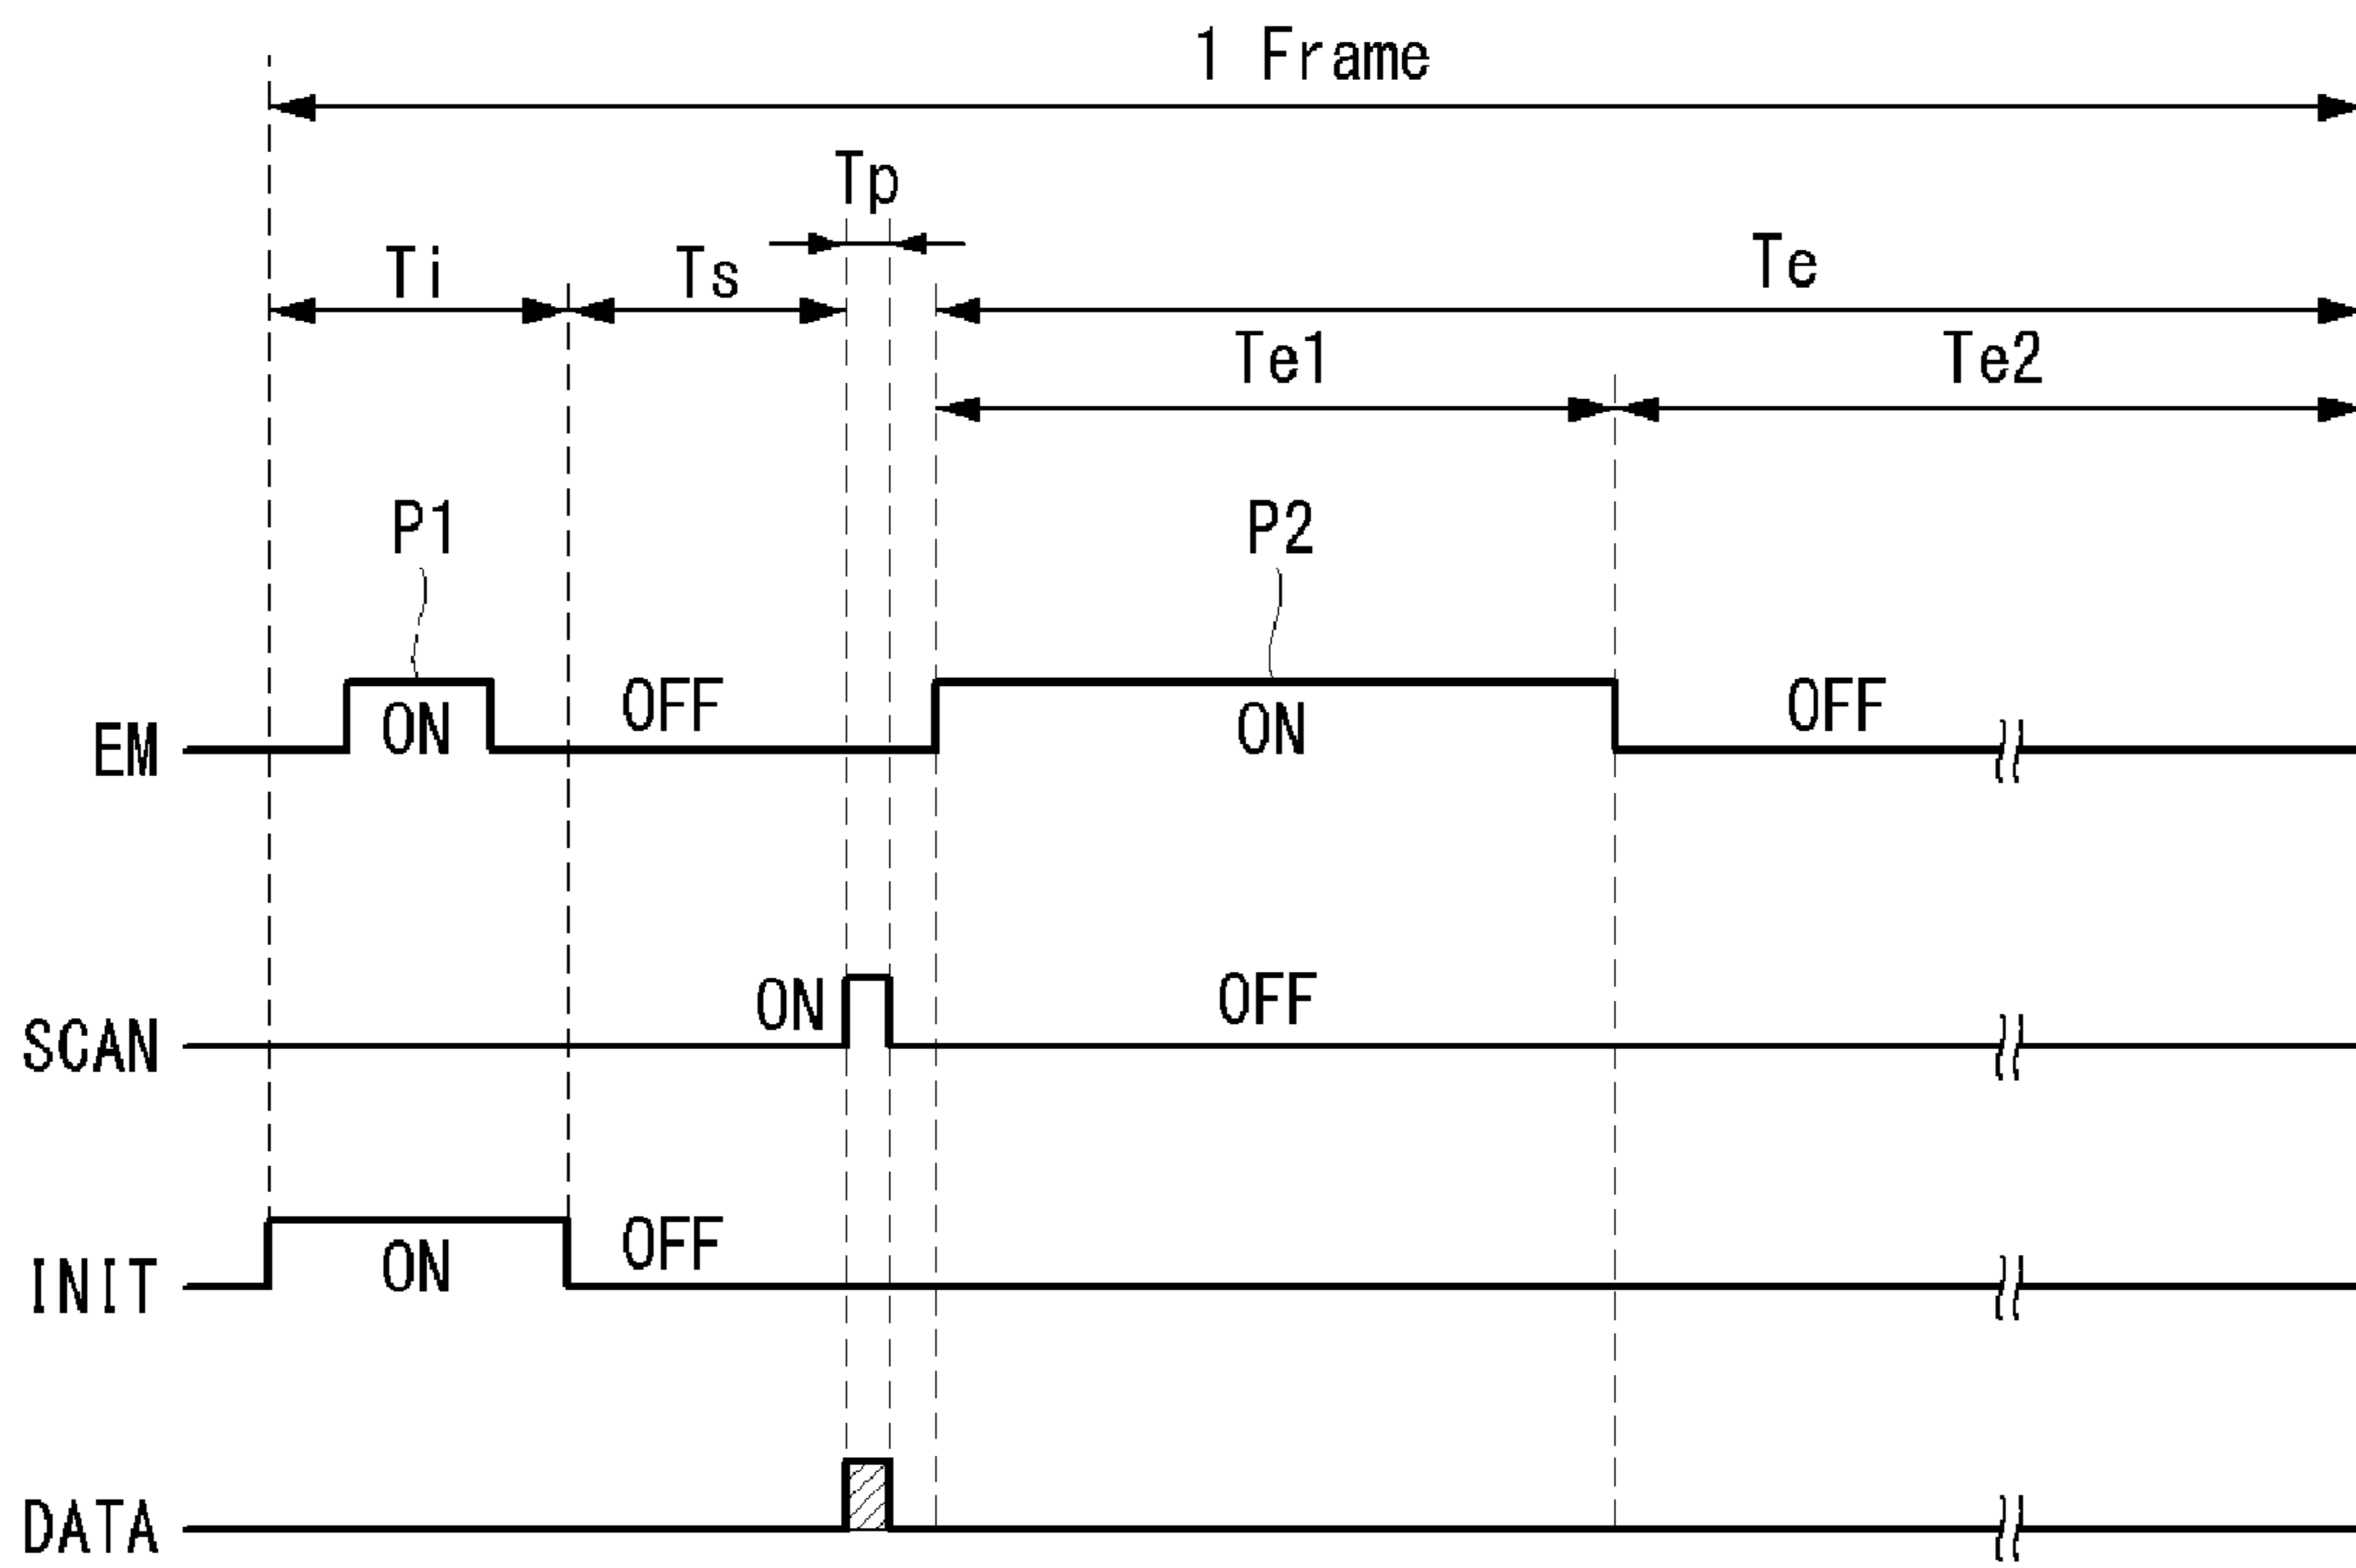 1 Frame
Tp
Ti Ts Te
Te1 Te2
P1 P2
OFF OFF
EM ON ON
ON OFF
SCAN
OFF
INIT ON
DATA